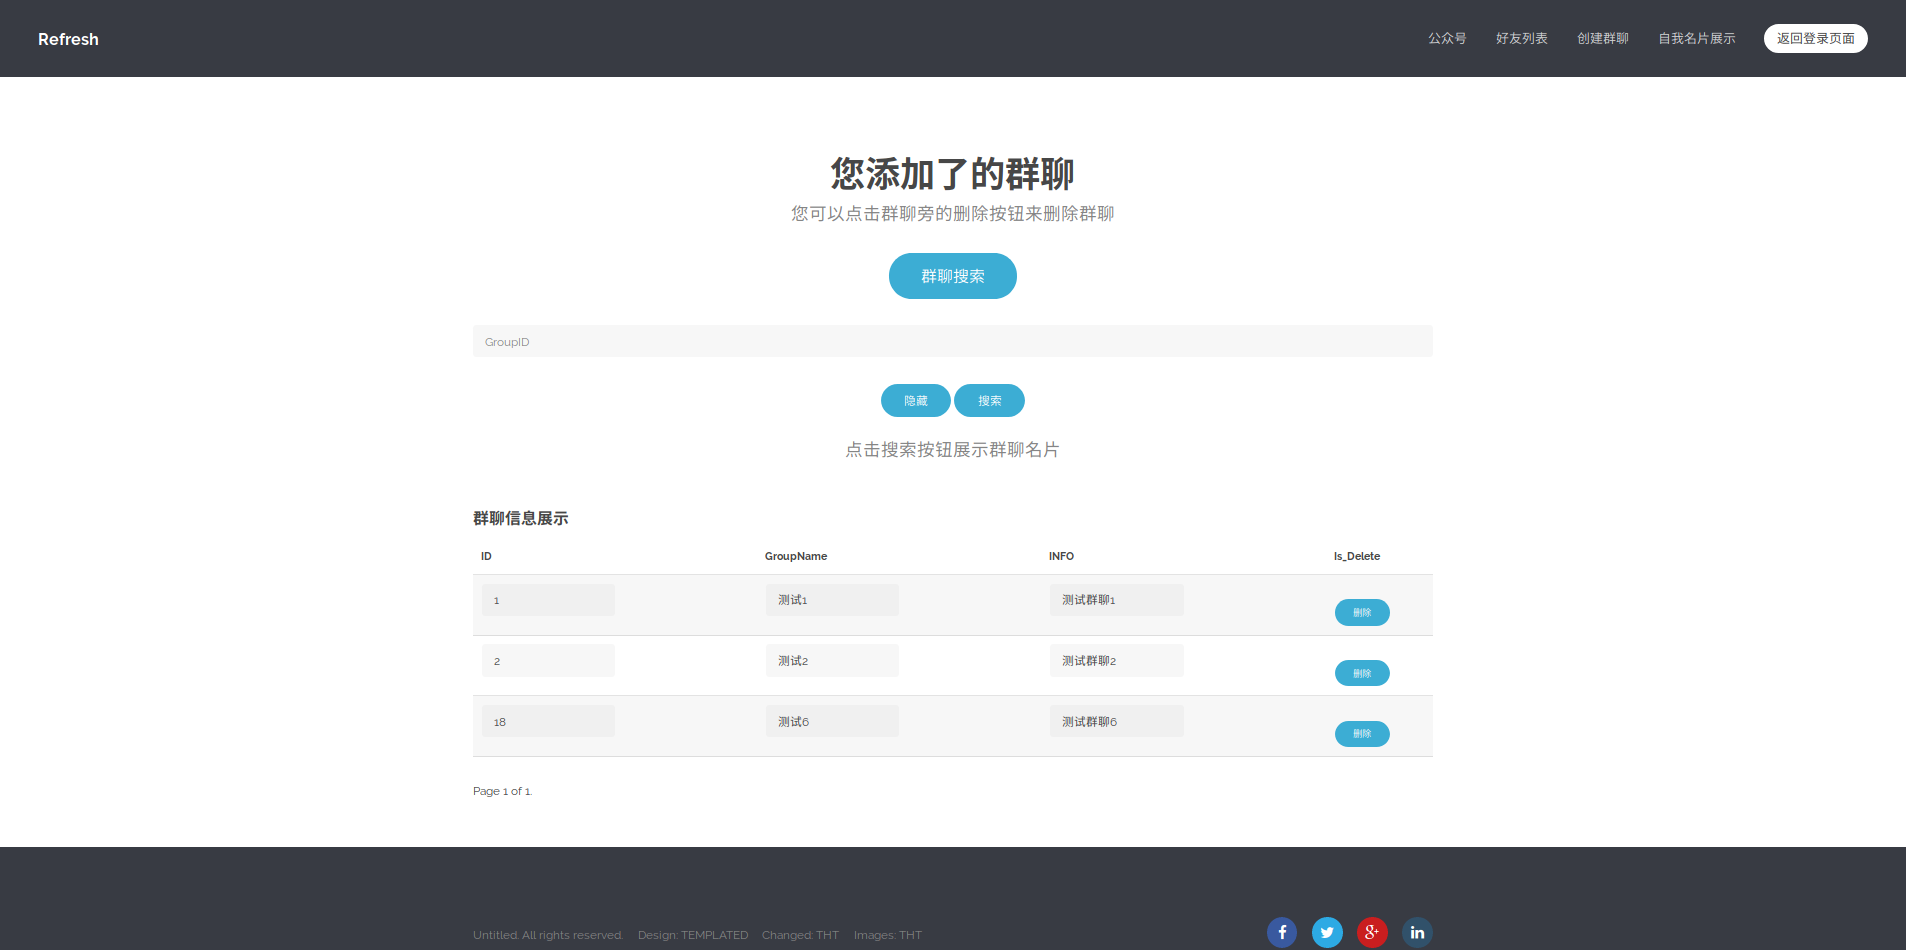 Refresh 公众号 好友列表 创建群聊 自我名片展示 返回登录页面
您添加了的群聊
您可以点击群聊旁的删除按钮来删除群聊
群聊搜索
GroupID
隐藏 搜索
点击搜索按钮展示群聊名片
群聊信息展示
ID GroupName INFO Is_Delete
1 测试1 测试群聊1 删除
2 测试2 测试群聊2 删除
18 测试6 测试群聊6 删除
Page 1 of 1.
Untitled. All rights reserved. Design: TEMPLATED Changed: THT Images: THT